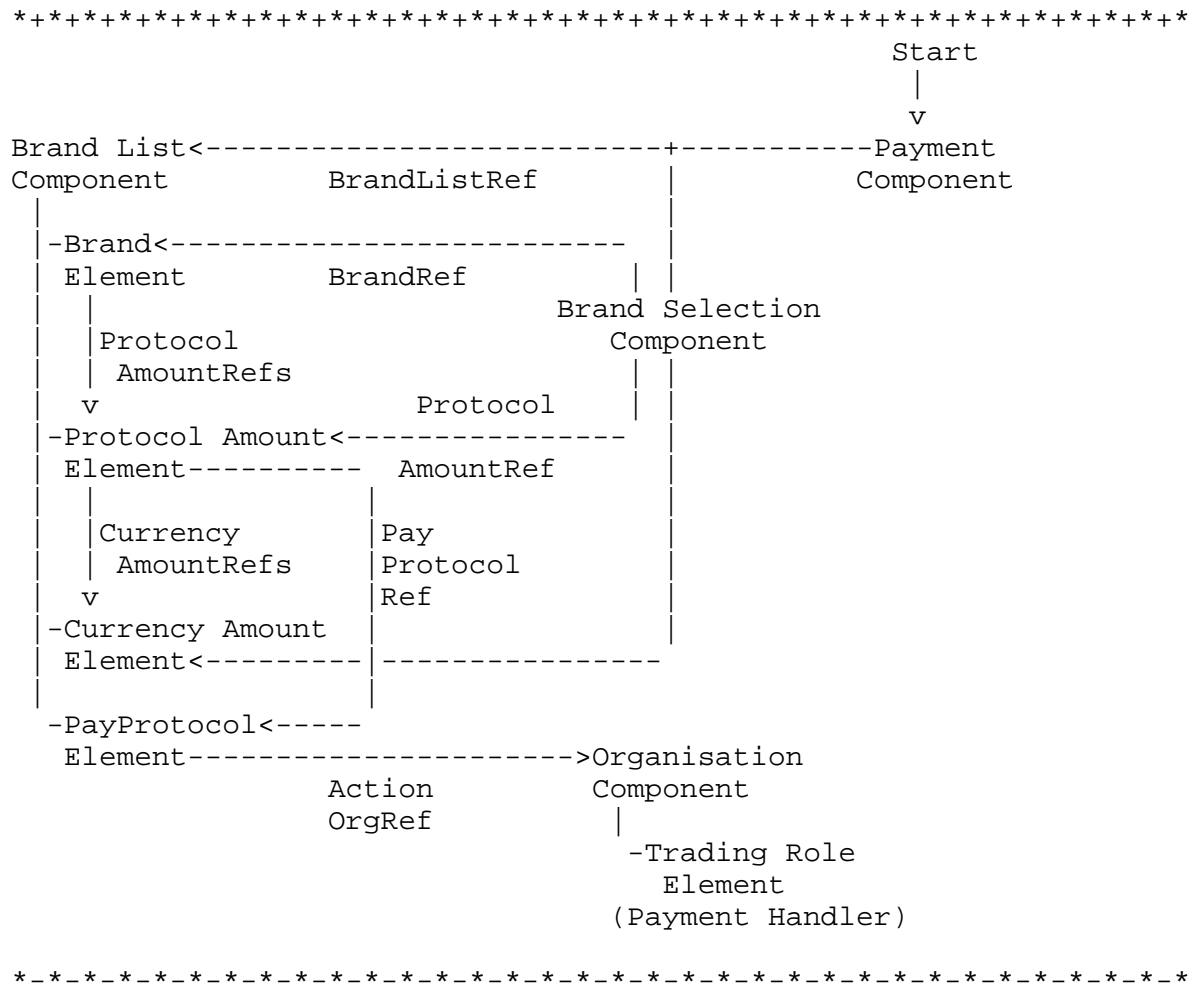 *+*+*+*+*+*+*+*+*+*+*+*+*+*+*+*+*+*+*+*+*+*+*+*+*+*+*+*+*+*+*+*+*+*
Start
|
v
Brand List<--------------------------+-----------Payment
Component BrandListRef | Component
| |
|-Brand<-------------------------- |
| Element BrandRef | |
| | Brand Selection
| |Protocol Component
| | AmountRefs | |
| v Protocol | |
|-Protocol Amount<---------------- |
| Element---------- AmountRef |
| | | |
| |Currency |Pay |
| | AmountRefs |Protocol |
| v |Ref |
|-Currency Amount | |
| Element<---------|----------------
| |
-PayProtocol<-----
Element---------------------->Organisation
Action Component
OrgRef |
-Trading Role
Element
(Payment Handler)
*-*-*-*-*-*-*-*-*-*-*-*-*-*-*-*-*-*-*-*-*-*-*-*-*-*-*-*-*-*-*-*-*-*